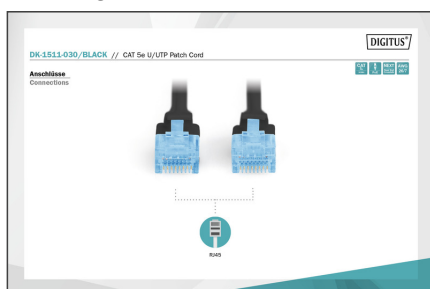 DIGITUS®
DK-1511-030/BLACK // CAT 5e U/UTP Patch Cord
Anschlüsse
Connections
RJ45